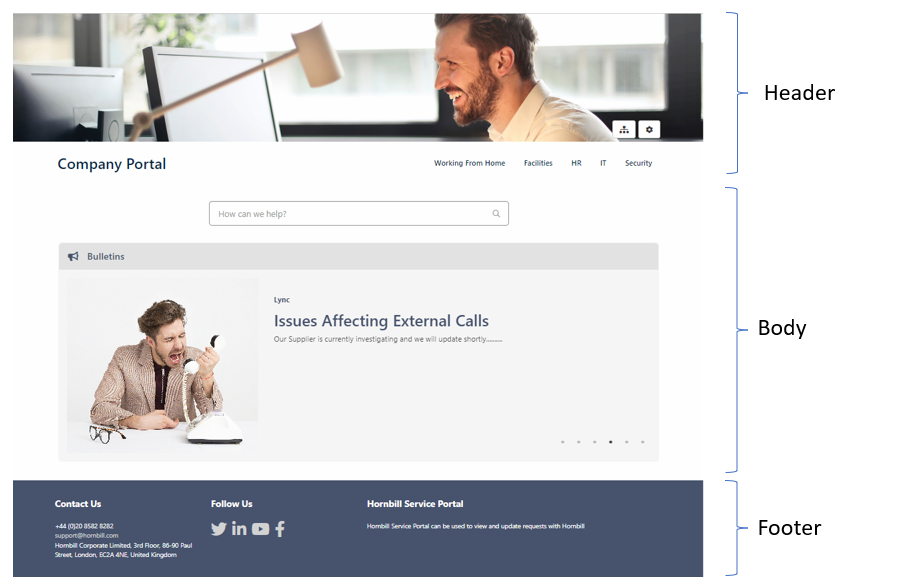 Header
Company Portal
Working From Home Facilities HR IT Security
How can we help?
Bulletins
Lync
Issues Affecting External Calls
Our Supplier is currently investigating and we will update shortly.........
Body
Contact Us
+44 (0)20 8582 8282
support@hornbill.com
Hornbill Corporate Limited, 3rd Floor, 86-90 Paul
Street, London, EC2A 4NE, United Kingdom
Follow Us
Hornbill Service Portal
Hornbill Service Portal can be used to view and update requests with Hornbill
Footer